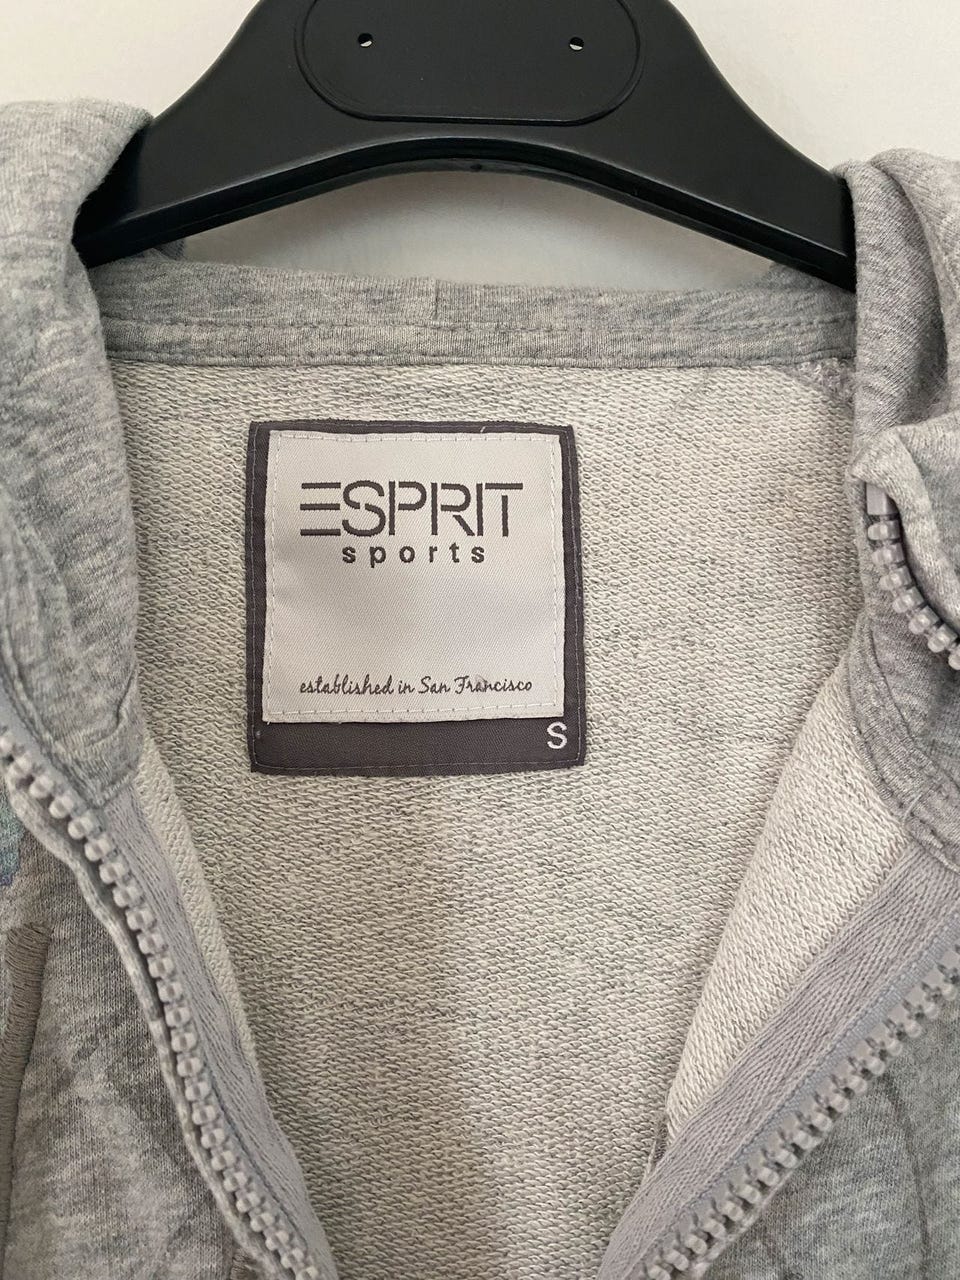 ESPRIT
sports
established in San Francisco
S